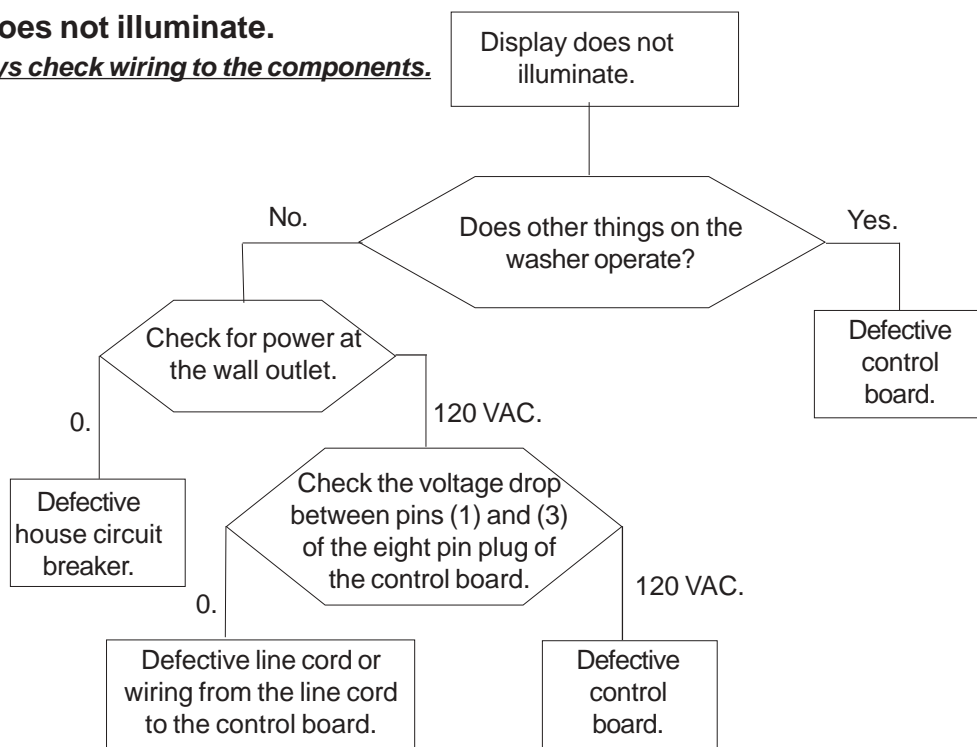 oes not illuminate.
ys check wiring to the components.
Display does not
illuminate.
No.
Does other things on the
washer operate?
Yes.
Check for power at
the wall outlet.
Defective
control
board.
0.
120 VAC.
Defective
house circuit
breaker.
Check the voltage drop
between pins (1) and (3)
of the eight pin plug of
the control board.
0.
120 VAC.
Defective line cord or
wiring from the line cord
to the control board.
Defective
control
board.